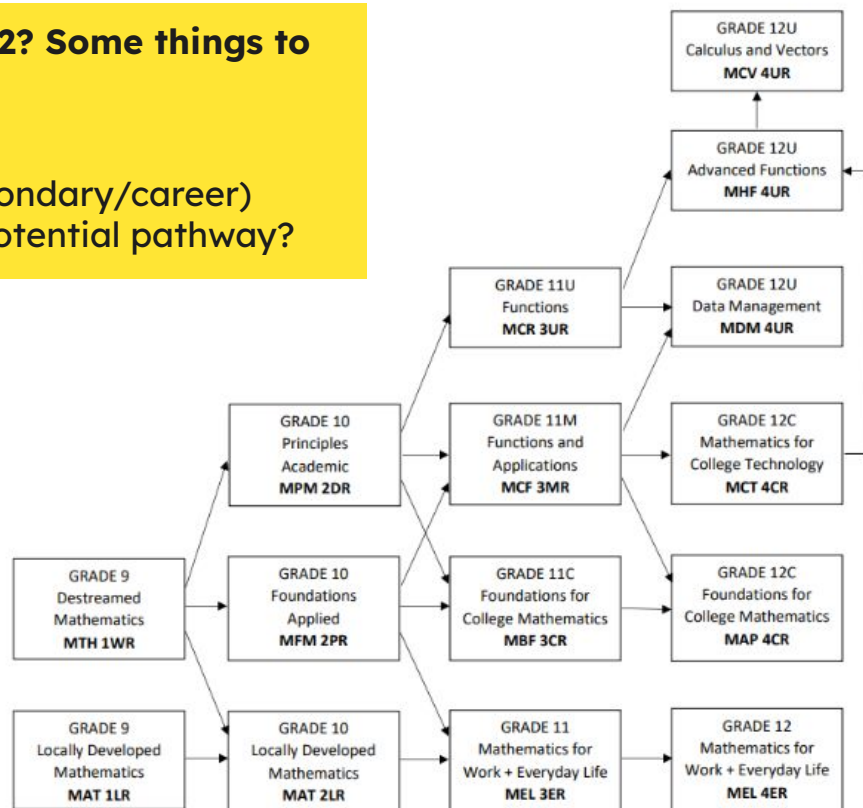 2? Some things to
ondary/career)
otential pathway?
GRADE 12U
Calculus and Vectors
MCV 4UR
GRADE 12U
Advanced Functions
MHF 4UR
GRADE 11U
Functions
MCR 3UR
GRADE 12U
Data Management
MDM 4UR
GRADE 10
Principles
Academic
MPM 2DR
GRADE 11M
Functions and
Applications
MCF 3MR
GRADE 12C
Mathematics for
College Technology
MCT 4CR
GRADE 9
Destreamed
Mathematics
MTH 1WR
GRADE 10
Foundations
Applied
MFM 2PR
GRADE 11C
Foundations for
College Mathematics
MBF 3CR
GRADE 12C
Foundations for
College Mathematics
MAP 4CR
GRADE 9
Locally Developed
Mathematics
MAT 1LR
GRADE 10
Locally Developed
Mathematics
MAT 2LR
GRADE 11
Mathematics for
Work + Everyday Life
MEL 3ER
GRADE 12
Mathematics for
Work + Everyday Life
MEL 4ER